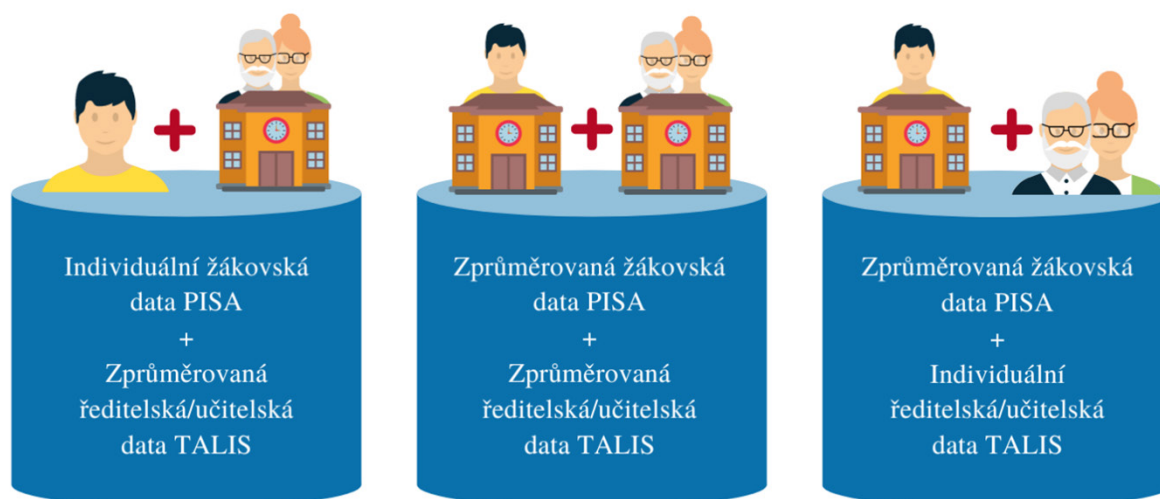 Individuální žákovská
data PISA
+
Zprůměrovaná
ředitelská/učitelská
data TALIS
Zprůměrovaná žákovská
data PISA
+
Zprůměrovaná
ředitelská/učitelská
data TALIS
Zprůměrovaná žákovská
data PISA
+
Individuální
ředitelská/učitelská
data TALIS